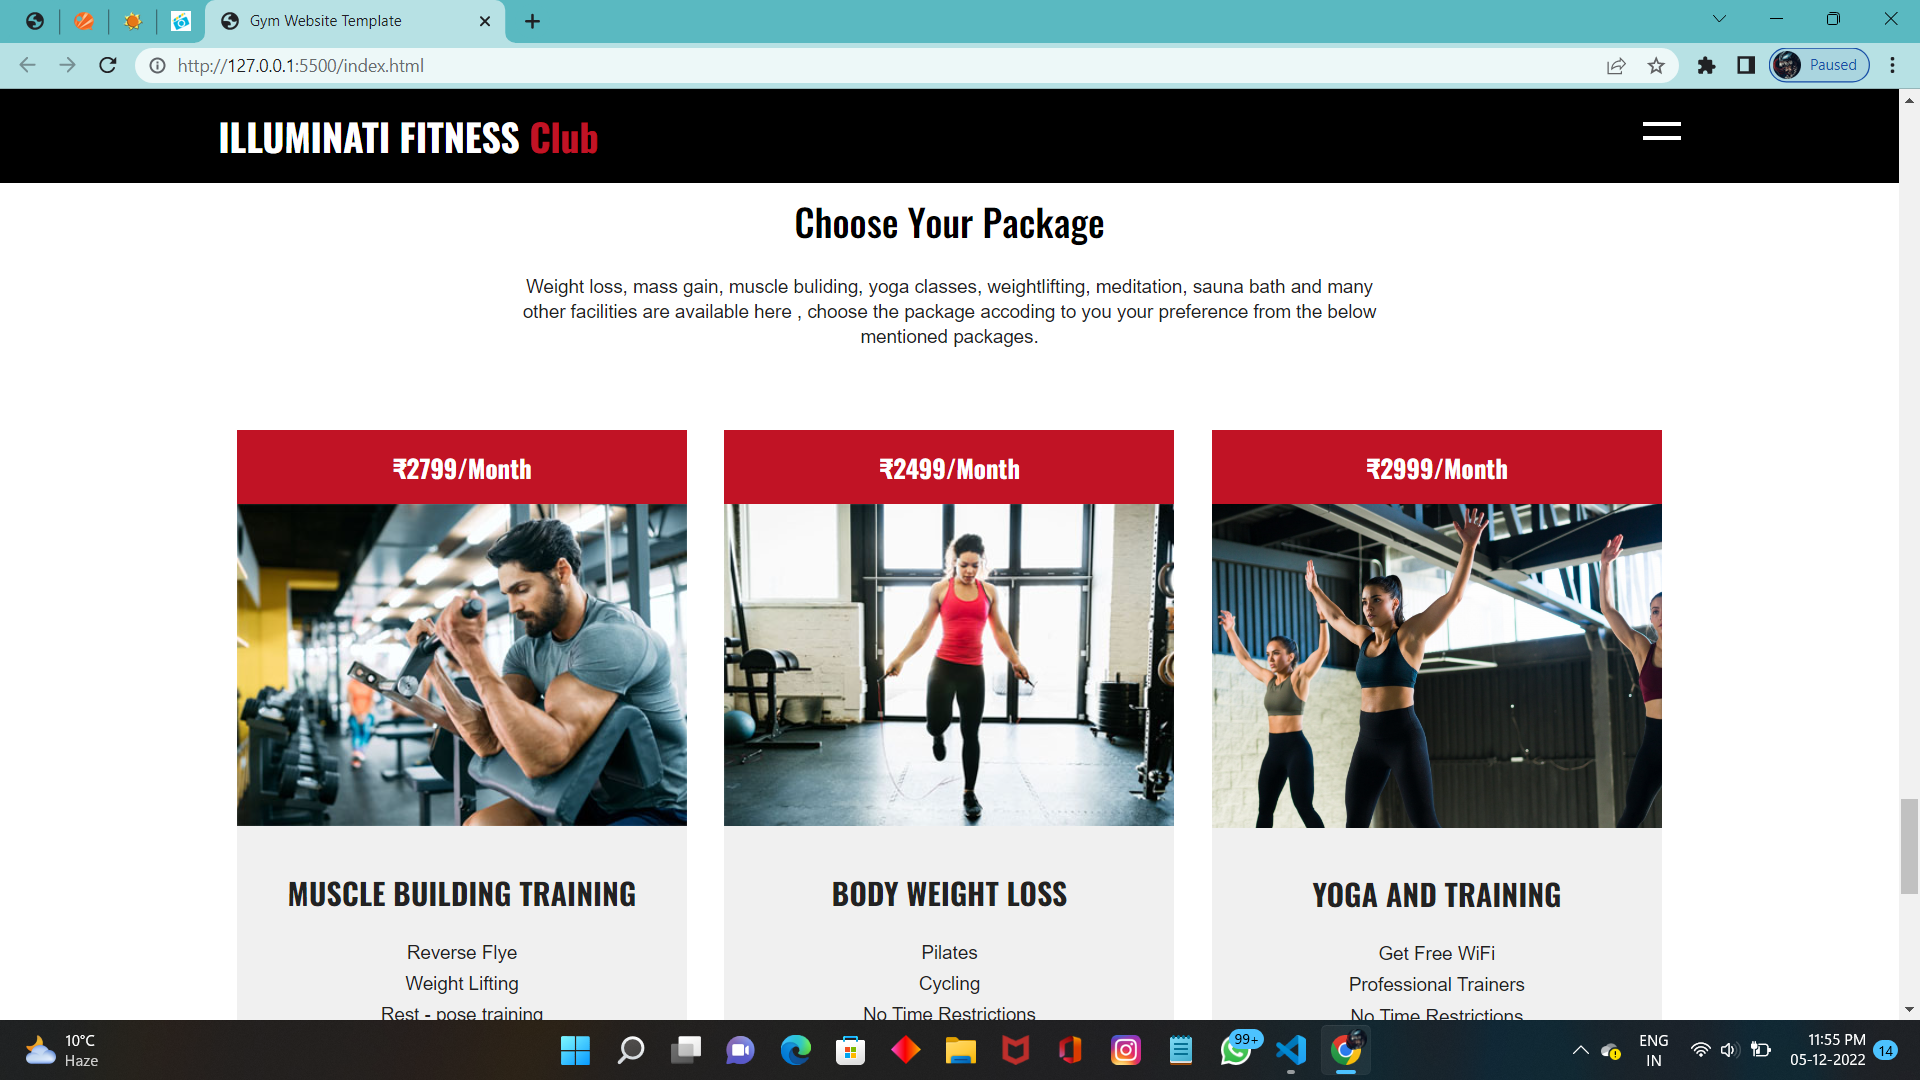 Gym Website Template
http://127.0.0.1:5500/index.html
Paused
ILLUMINATI FITNESS Club
Choose Your Package
Weight loss, mass gain, muscle buliding, yoga classes, weightlifting, meditation, sauna bath and many
other facilities are available here , choose the package accoding to you your preference from the below
mentioned packages.
₹2799/Month
₹2499/Month
₹2999/Month
MUSCLE BUILDING TRAINING
Reverse Flye
Weight Lifting
Rest - pose training
BODY WEIGHT LOSS
Pilates
Cycling
No Time Restrictions
YOGA AND TRAINING
Get Free WiFi
Professional Trainers
No Time Restrictions
10°C
Haze
99+
ENG
IN
11:55 PM
05-12-2022
14